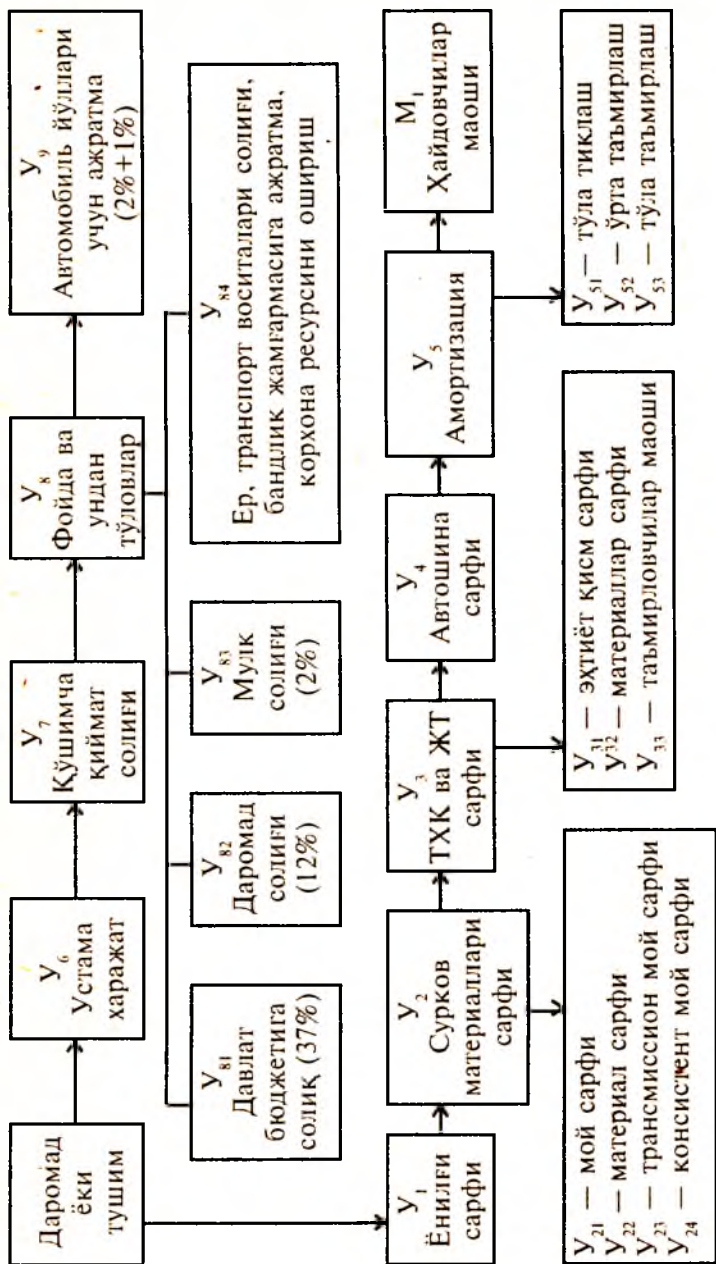 Даромад
ёки
тушим
У₆
Устама
харажат
У₇
Қўшимча
қиймат
солиғи
У₈
Фойда ва
ундан
тўловлар
У₉
Автомобиль йўллари
учун ажратма
(2%+1%)
У₈₁
Давлат
бюджетига
солиқ (37%)
У₈₂
Даромад
солиғи
(12%)
У₈₃
Мулк
солиғи
(2%)
У₈₄
Ер, транспорт воситалари солиғи,
бандлик жамғармасига ажратма,
корхона ресурсини ошириш
У₁
Ёнилғи
сарфи
У₂
Сурков
материаллари
сарфи
У₃
ТХК ва ЖТ
сарфи
У₄
Автошина
сарфи
У₅
Амортизация
М₁
Ҳайдовчилар
маоши
У₂₁ — мой сарфи
У₂₂ — материал сарфи
У₂₃ — трансмиссион мой сарфи
У₂₄ — консистент мой сарфи
У₃₁ — эҳтиёт қисм сарфи
У₃₂ — материаллар сарфи
У₃₃ — таъмирловчилар маоши
У₅₁ — тўла тиклаш
У₅₂ — ўрта таъмирлаш
У₅₃ — тўла таъмирлаш